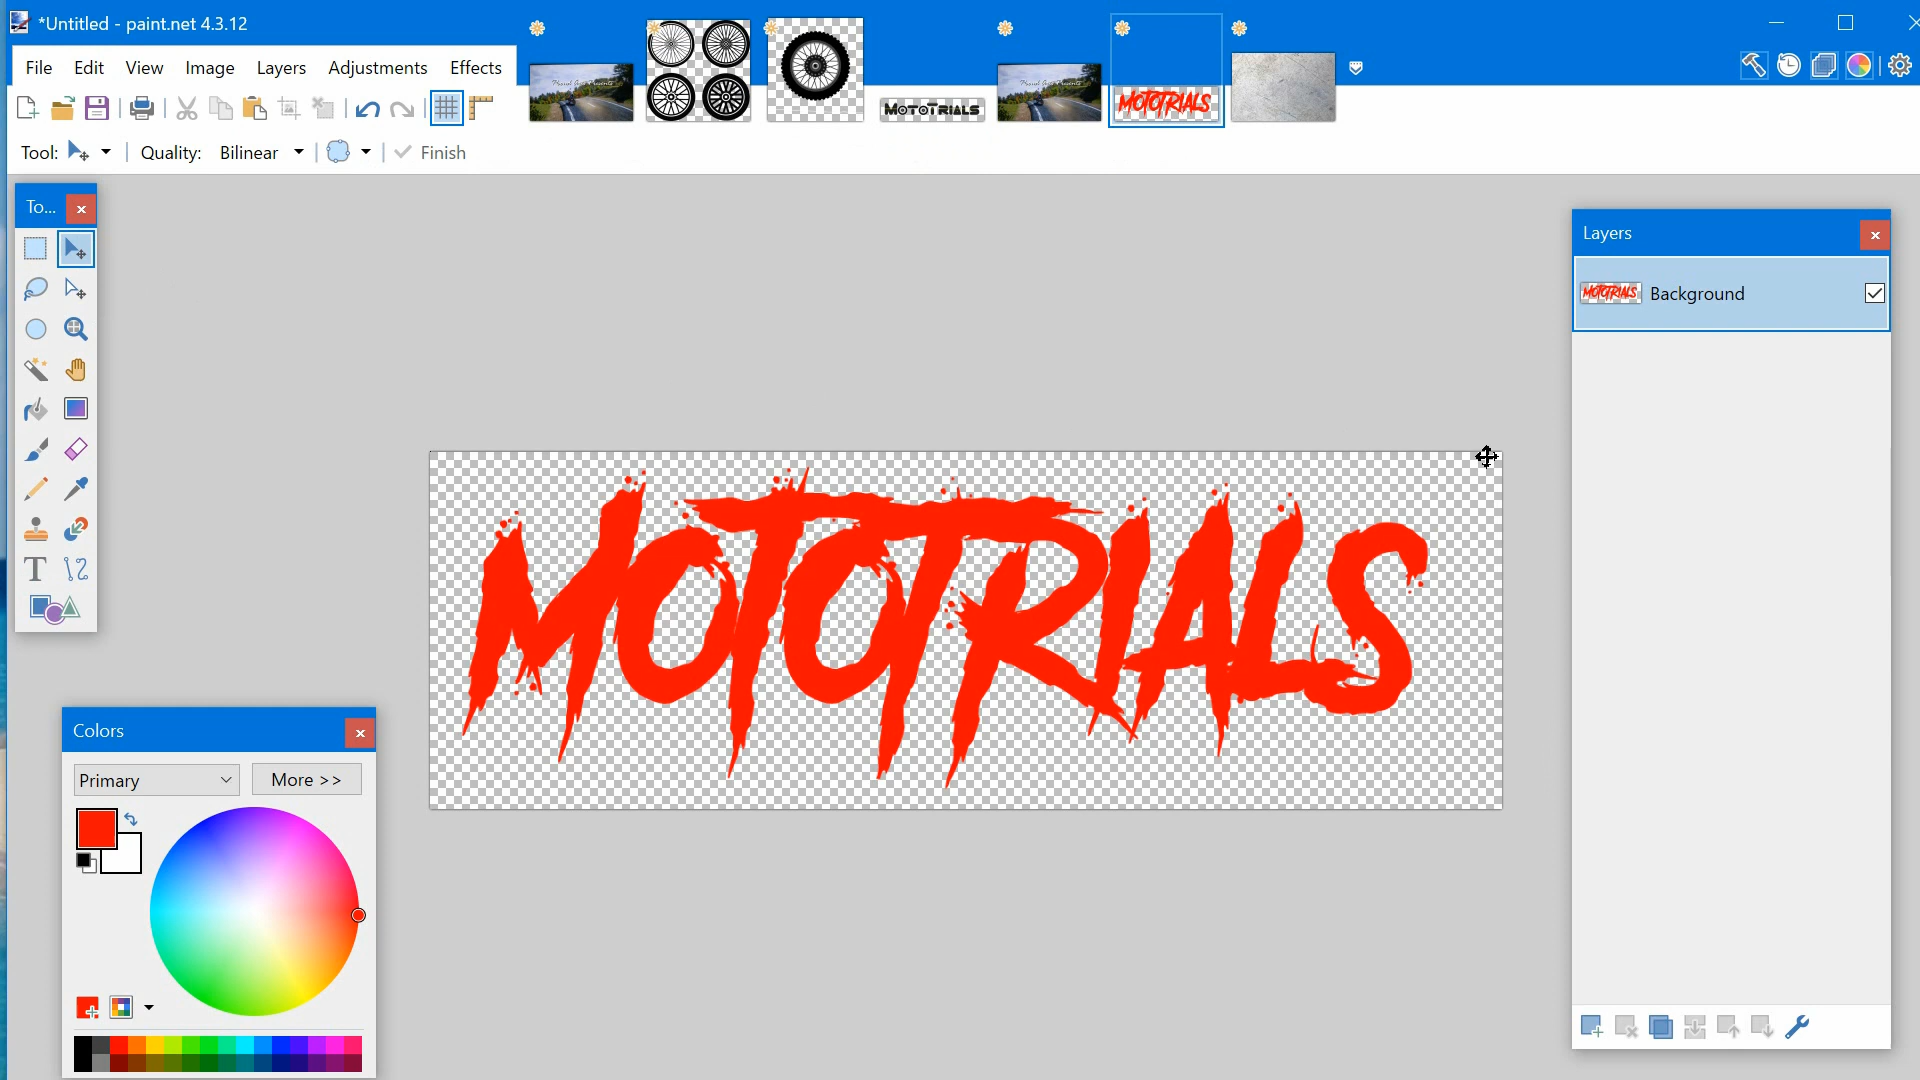 *Untitled - paint.net 4.3.12
File Edit View Image Layers Adjustments Effects
MOTOTRIALS
MOTOTRIALS
Tool: Quality: Bilinear Finish
To...
Layers
MOTOTRIALS Background
MOTOTRIALS
Colors
Primary More >>